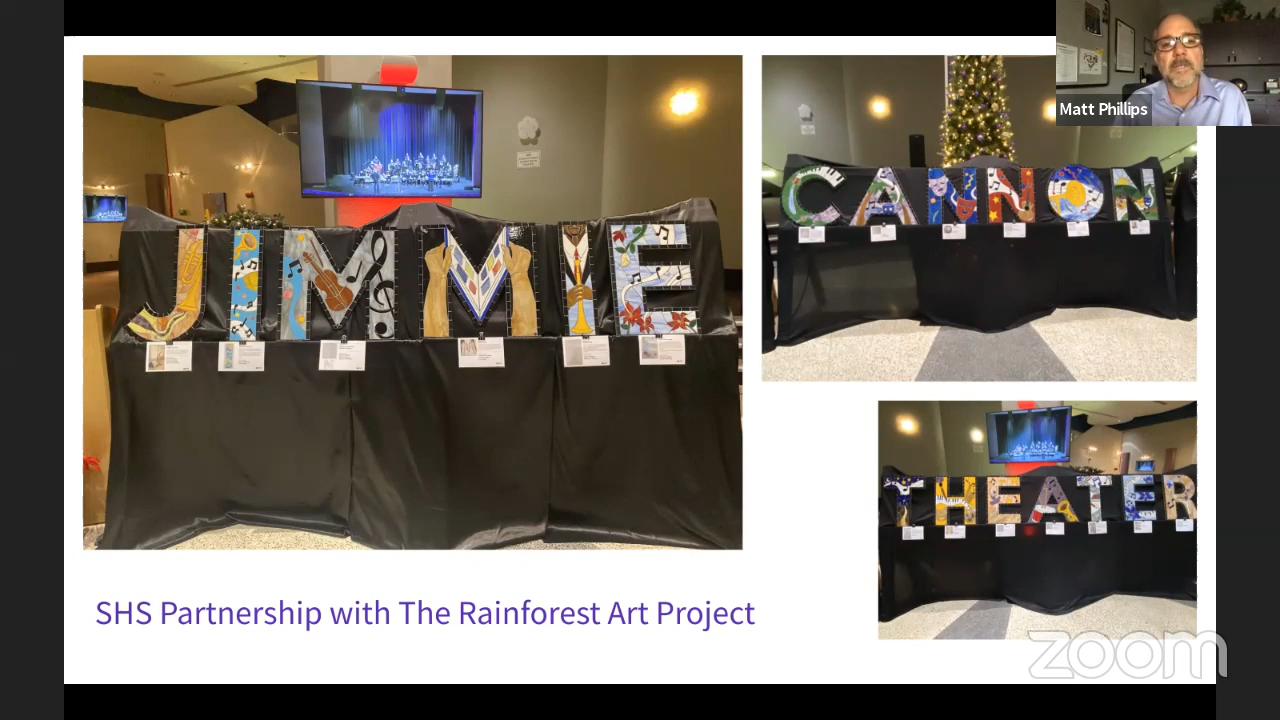 Matt Phillips
JIMMIE
CANNON
THEATER
SHS Partnership with The Rainforest Art Project
zoom